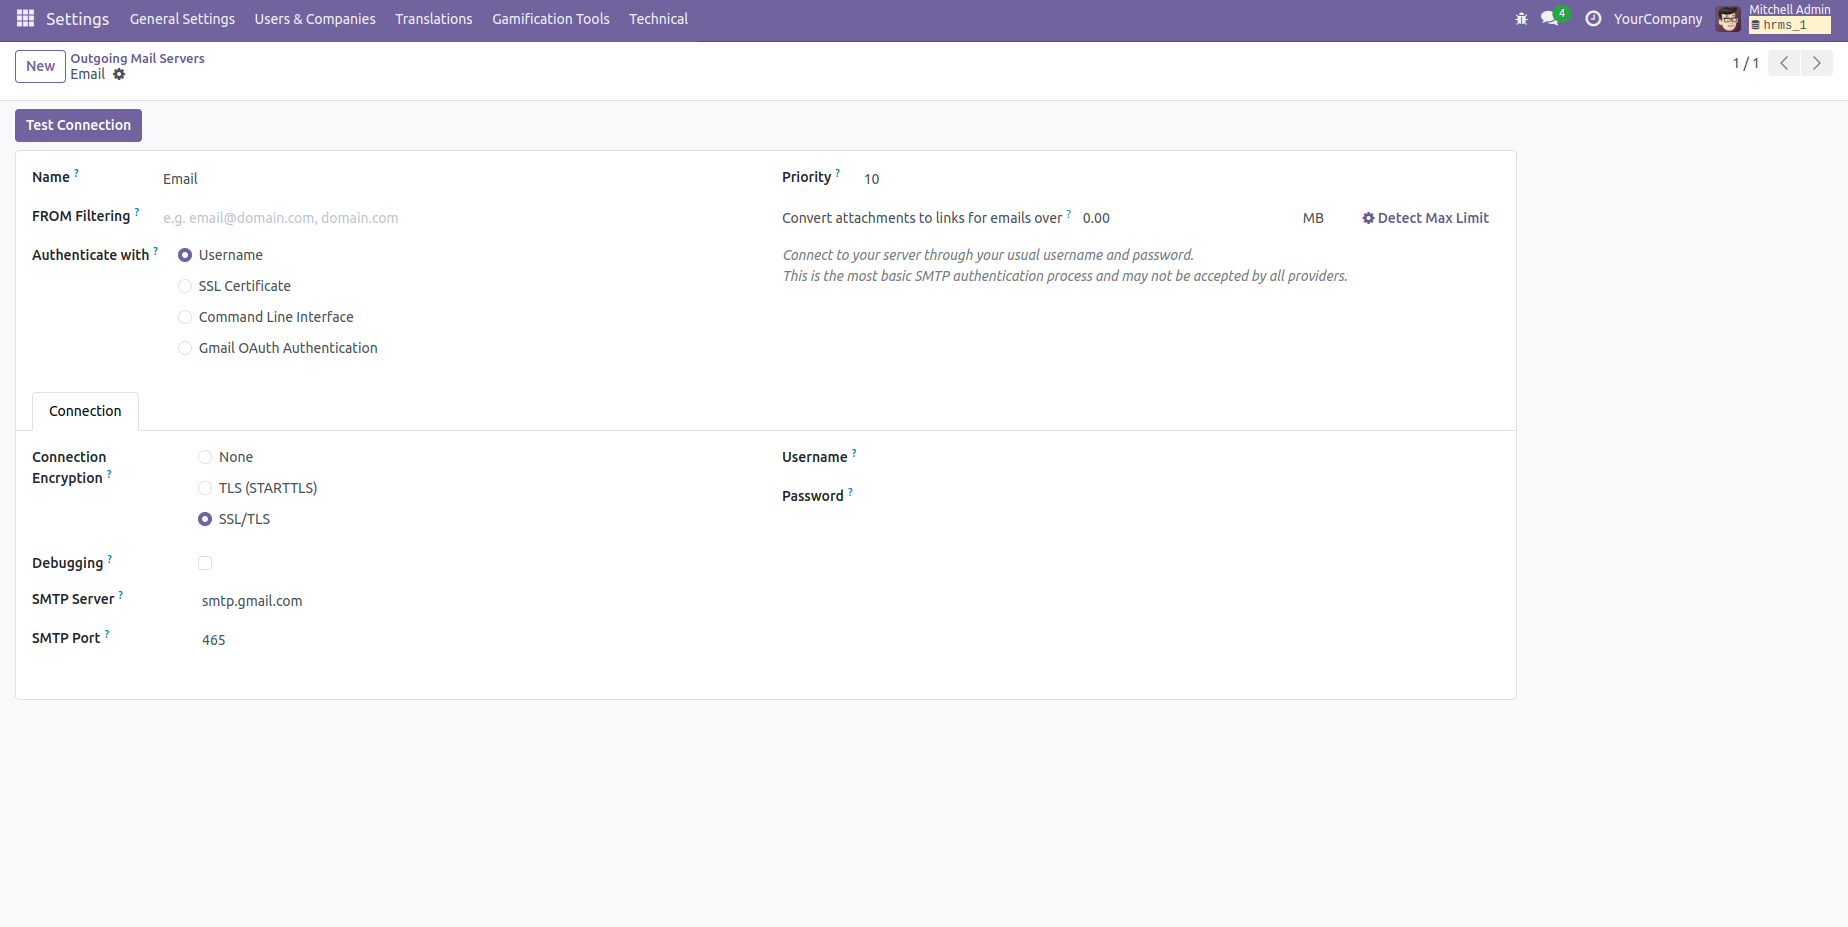 Settings General Settings Users & Companies Translations Gamification Tools Technical 4 YourCompany Mitchell Admin
hrms_1
New Outgoing Mail Servers
Email
1 / 1
Test Connection
Name ? Email
Priority ? 10
FROM Filtering ? e.g. email@domain.com, domain.com
Convert attachments to links for emails over ? 0.00 MB Detect Max Limit
Authenticate with ? Username
SSL Certificate
Command Line Interface
Gmail OAuth Authentication
Connect to your server through your usual username and password.
This is the most basic SMTP authentication process and may not be accepted by all providers.
Connection
Connection
Encryption ?
None
TLS (STARTTLS)
SSL/TLS
Username ?
Password ?
Debugging ?
SMTP Server ? smtp.gmail.com
SMTP Port ? 465